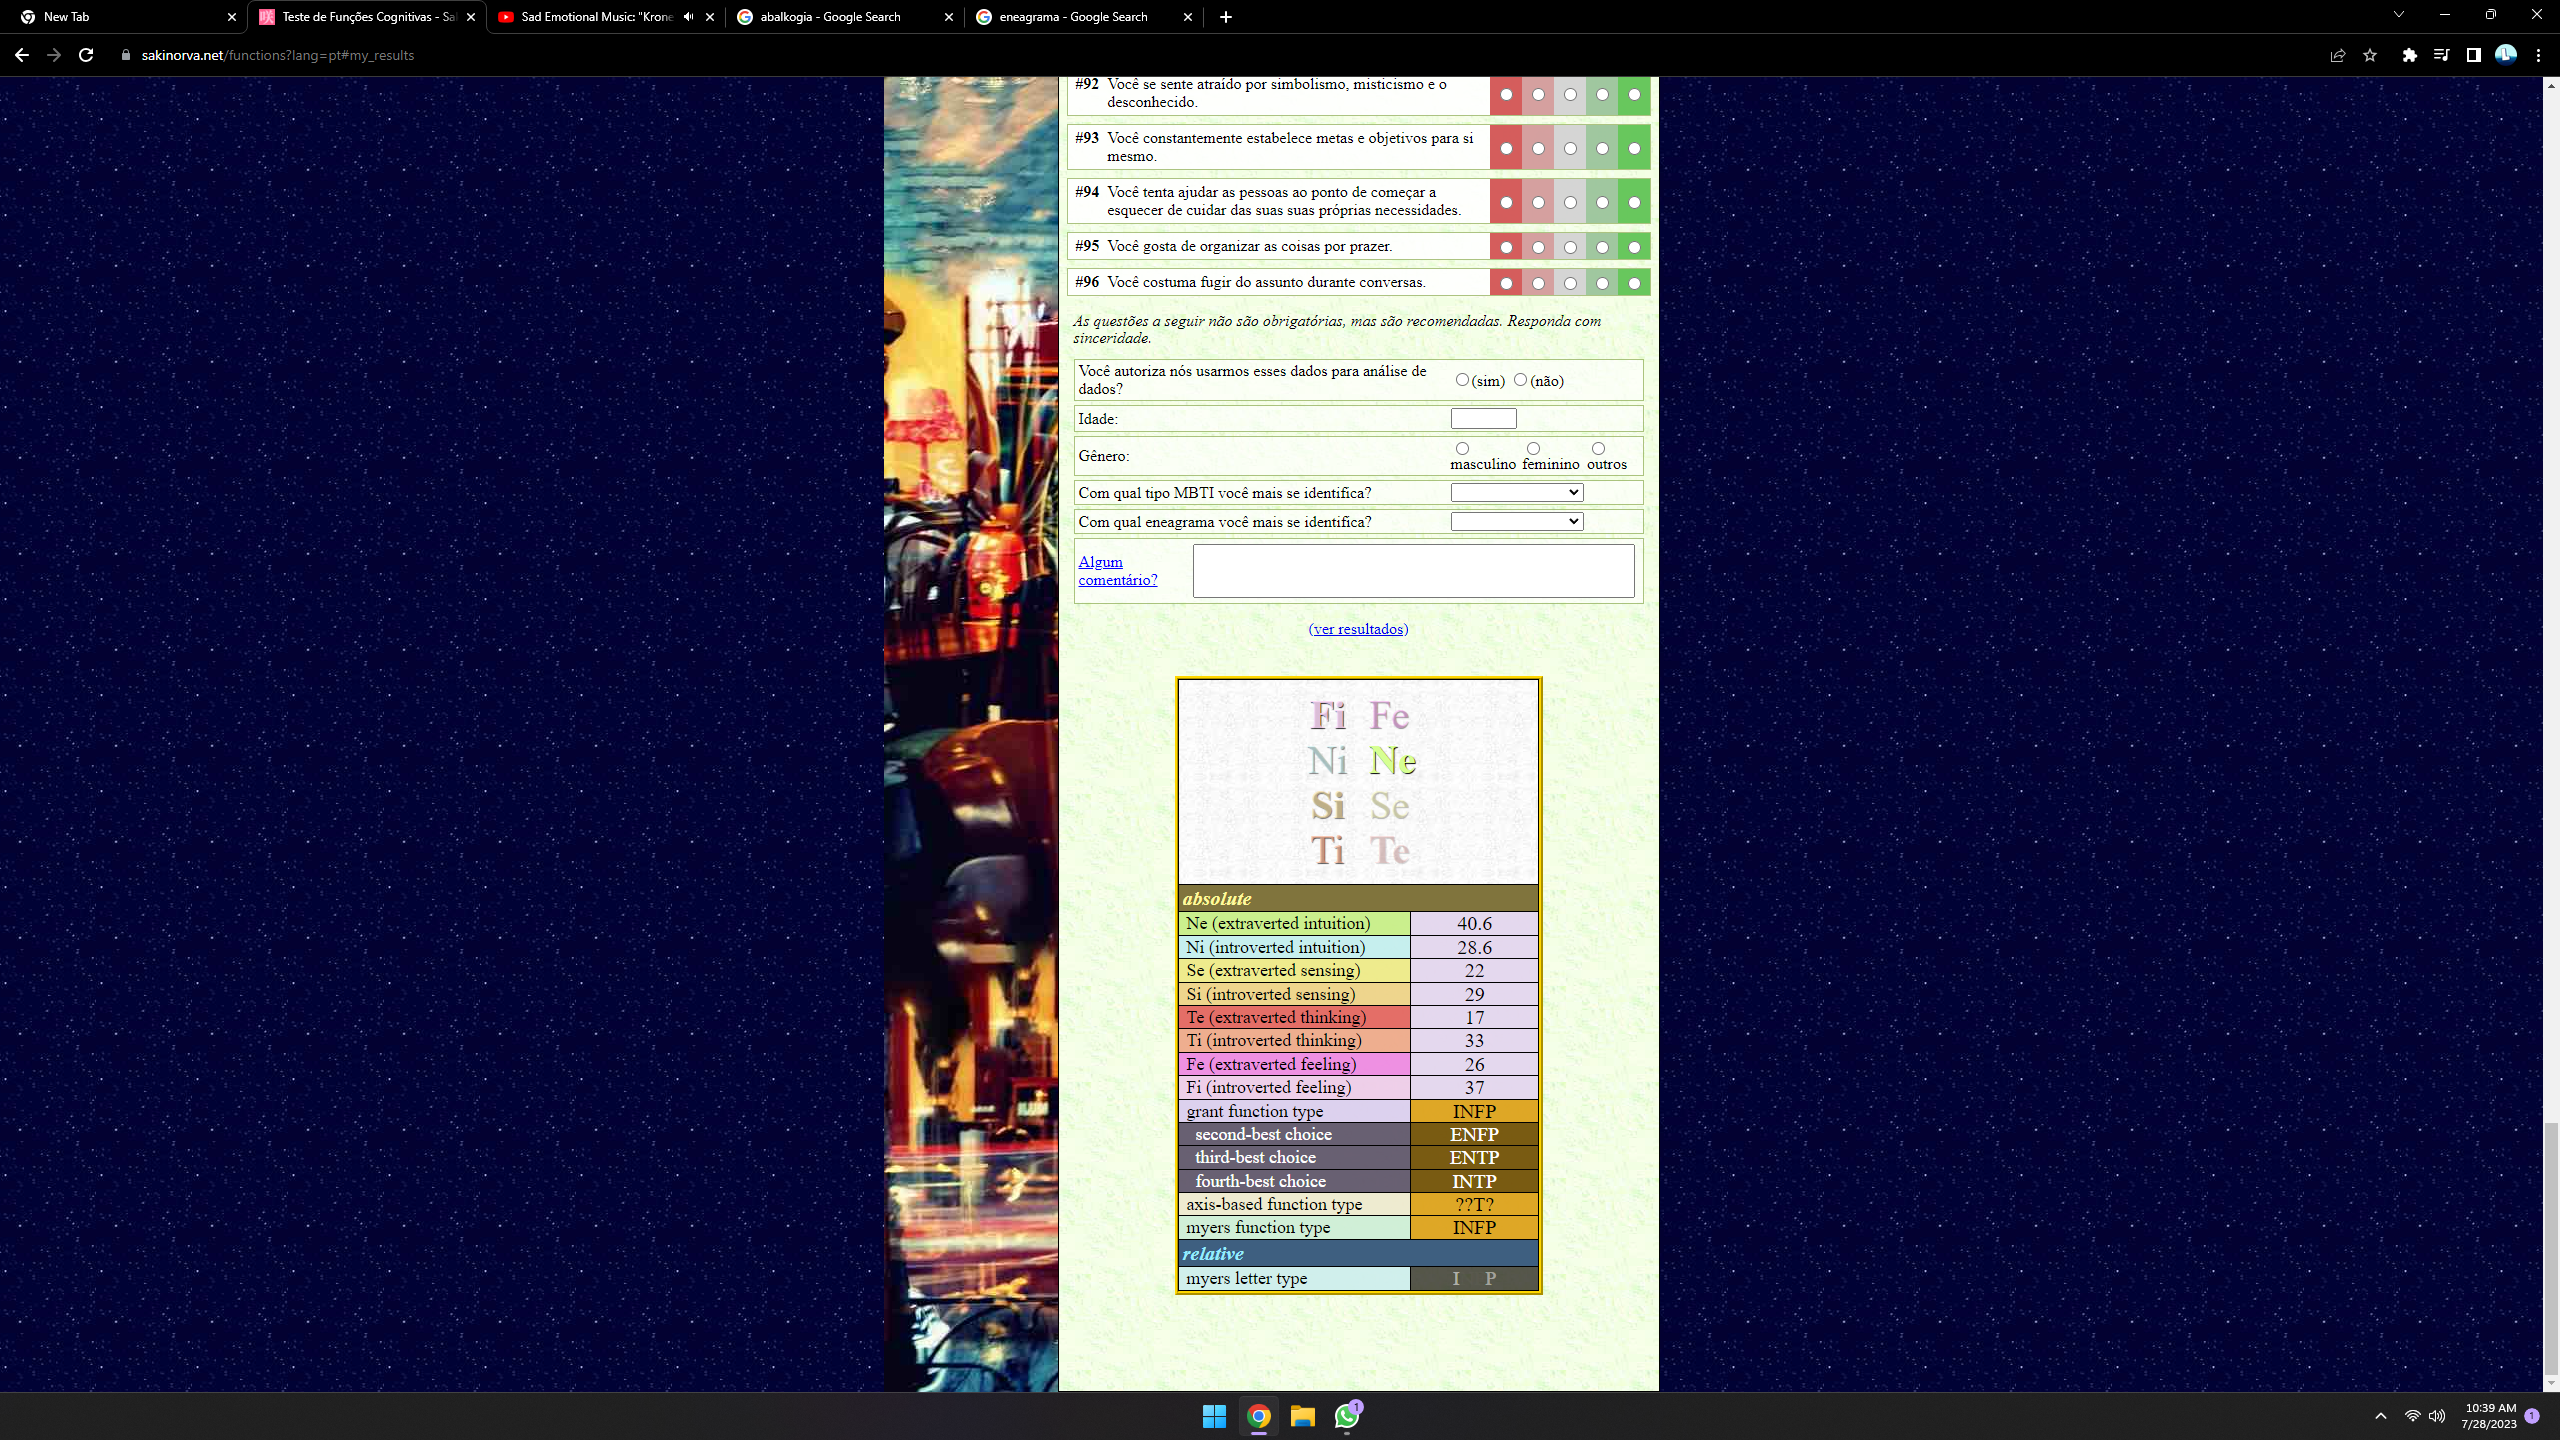 New Tab
Teste de Funções Cognitivas - Sa
Sad Emotional Music: "Krone
abalkogia - Google Search
eneagrama - Google Search
sakinorva.net/functions?lang=pt#my_results
#92 Você se sente atraído por simbolismo, misticismo e o
desconhecido.
#93 Você constantemente estabelece metas e objetivos para si
mesmo.
#94 Você tenta ajudar as pessoas ao ponto de começar a
esquecer de cuidar das suas suas próprias necessidades.
#95 Você gosta de organizar as coisas por prazer.
#96 Você costuma fugir do assunto durante conversas.
As questões a seguir não são obrigatórias, mas são recomendadas. Responda com
sinceridade.
Você autoriza nós usarmos esses dados para análise de
dados?
(sim) (não)
Idade:
Gênero:
masculino feminino outros
Com qual tipo MBTI você mais se identifica?
Com qual eneagrama você mais se identifica?
Algum
comentário?
(ver resultados)
Fi Fe
Ni Ne
Si Se
Ti Te
absolute
Ne (extraverted intuition) 40.6
Ni (introverted intuition) 28.6
Se (extraverted sensing) 22
Si (introverted sensing) 29
Te (extraverted thinking) 17
Ti (introverted thinking) 33
Fe (extraverted feeling) 26
Fi (introverted feeling) 37
grant function type INFP
second-best choice ENFP
third-best choice ENTP
fourth-best choice INTP
axis-based function type ??T?
myers function type INFP
relative
myers letter type I P
1
10:39 AM
7/28/2023
1